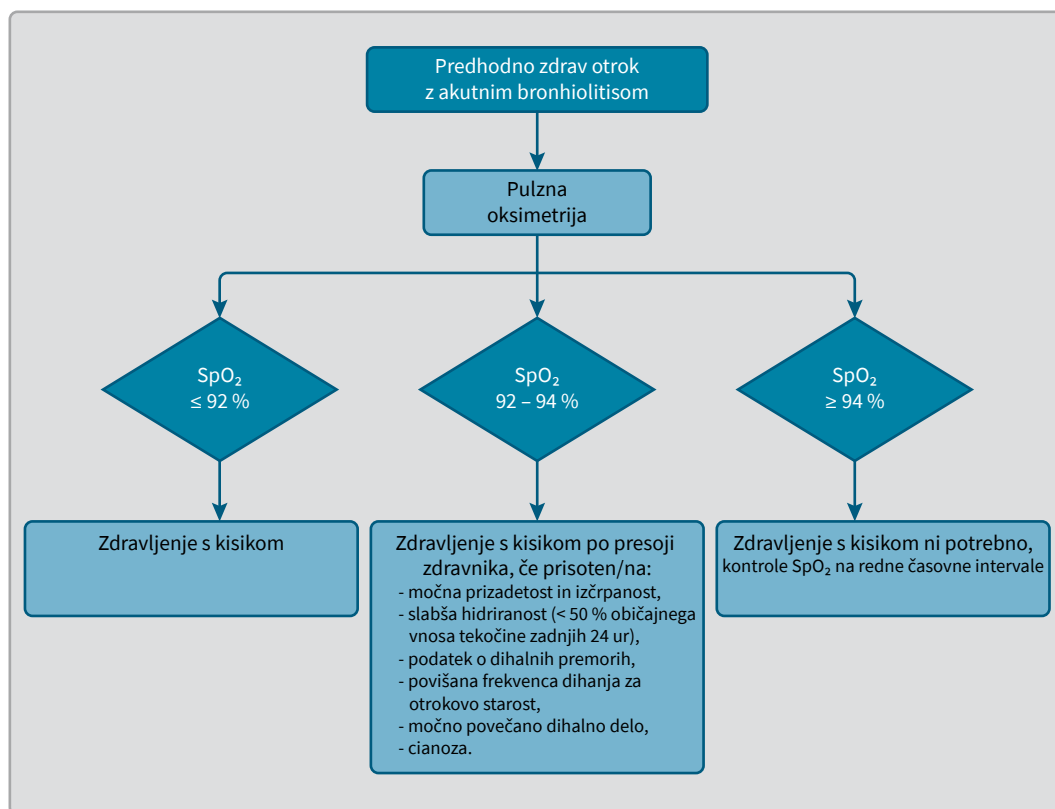 Predhodno zdrav otrok
z akutnim bronhiolitisom
Pulzna
oksimetrija
SpO₂
≤ 92 %
SpO₂
92 – 94 %
SpO₂
≥ 94 %
Zdravljenje s kisikom
Zdravljenje s kisikom po presoji
zdravnika, če prisoten/na:
- močna prizadetost in izčrpanost,
- slabša hidriranost (< 50 % običajnega
vnosa tekočine zadnjih 24 ur),
- podatek o dihalnih premorih,
- povišana frekvenca dihanja za
otrokovo starost,
- močno povečano dihalno delo,
- cianoza.
Zdravljenje s kisikom ni potrebno,
kontrole SpO₂ na redne časovne intervale